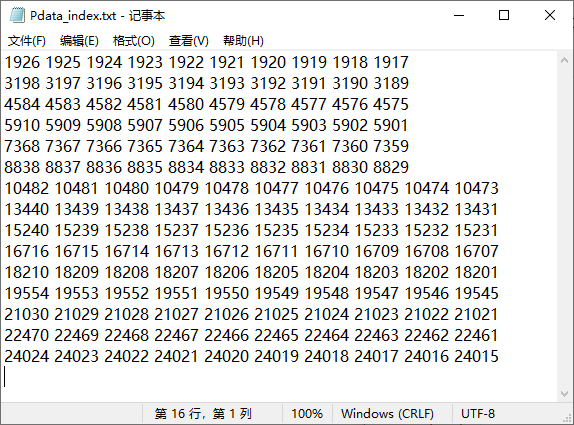 Pdata_index.txt - 记事本
文件(F) 编辑(E) 格式(O) 查看(V) 帮助(H)
1926 1925 1924 1923 1922 1921 1920 1919 1918 1917
3198 3197 3196 3195 3194 3193 3192 3191 3190 3189
4584 4583 4582 4581 4580 4579 4578 4577 4576 4575
5910 5909 5908 5907 5906 5905 5904 5903 5902 5901
7368 7367 7366 7365 7364 7363 7362 7361 7360 7359
8838 8837 8836 8835 8834 8833 8832 8831 8830 8829
10482 10481 10480 10479 10478 10477 10476 10475 10474 10473
13440 13439 13438 13437 13436 13435 13434 13433 13432 13431
15240 15239 15238 15237 15236 15235 15234 15233 15232 15231
16716 16715 16714 16713 16712 16711 16710 16709 16708 16707
18210 18209 18208 18207 18206 18205 18204 18203 18202 18201
19554 19553 19552 19551 19550 19549 19548 19547 19546 19545
21030 21029 21028 21027 21026 21025 21024 21023 21022 21021
22470 22469 22468 22467 22466 22465 22464 22463 22462 22461
24024 24023 24022 24021 24020 24019 24018 24017 24016 24015
第 16 行，第 1 列 100% Windows (CRLF) UTF-8